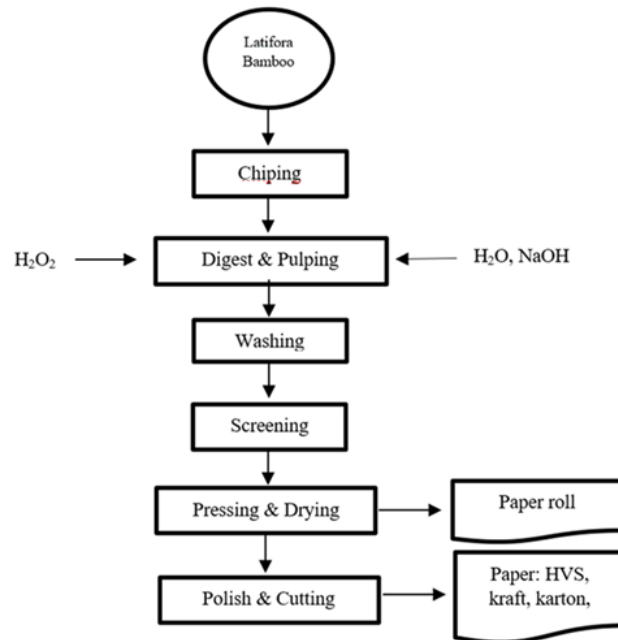 Latifora
Bamboo
Chiping
H₂O₂
Digest & Pulping
H₂O, NaOH
Washing
Screening
Pressing & Drying
Paper roll
Polish & Cutting
Paper: HVS,
kraft, karton,